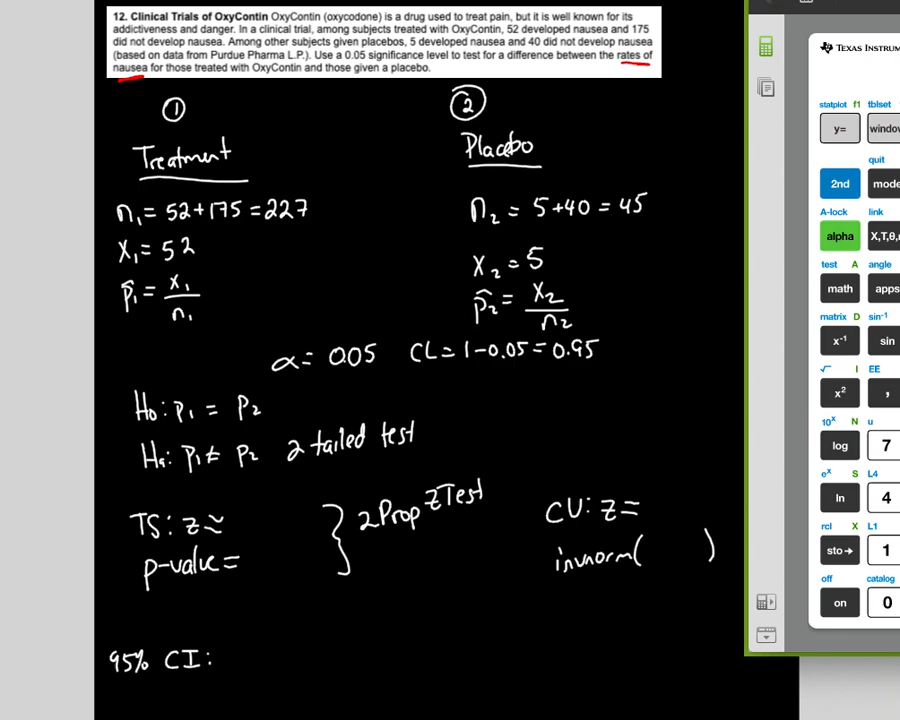 12. Clinical Trials of OxyContin OxyContin (oxycodone) is a drug used to treat pain, but it is well known for its
addictiveness and danger. In a clinical trial, among subjects treated with OxyContin, 52 developed nausea and 175
did not develop nausea. Among other subjects given placebos, 5 developed nausea and 40 did not develop nausea
(based on data from Purdue Pharma L.P.). Use a 0.05 significance level to test for a difference between the rates of
nausea for those treated with OxyContin and those given a placebo.
① ②
Treatment Placebo
n₁ = 52+175 = 227 n₂ = 5+40 = 45
x₁ = 52 x₂ = 5
p̂₁ = x₁/n₁ p̂₂ = x₂/n₂
α = 0.05 CL = 1-0.05 = 0.95
H₀: p₁ = p₂
Hₐ: p₁ ≠ p₂ 2 tailed test
TS: z ≈ } 2PropZTest CV: z =
p-value = invnorm( )
95% CI:
TEXAS INSTRUM
statplot f1 tblset
y= window
quit
2nd mode
A-lock link
alpha X,T,θ,
test A angle
math apps
matrix D sin⁻¹
x⁻¹ sin
√ I EE
x² ,
10ˣ N u
log 7
eˣ S L4
ln 4
rcl X L1
sto→ 1
off catalog
on 0